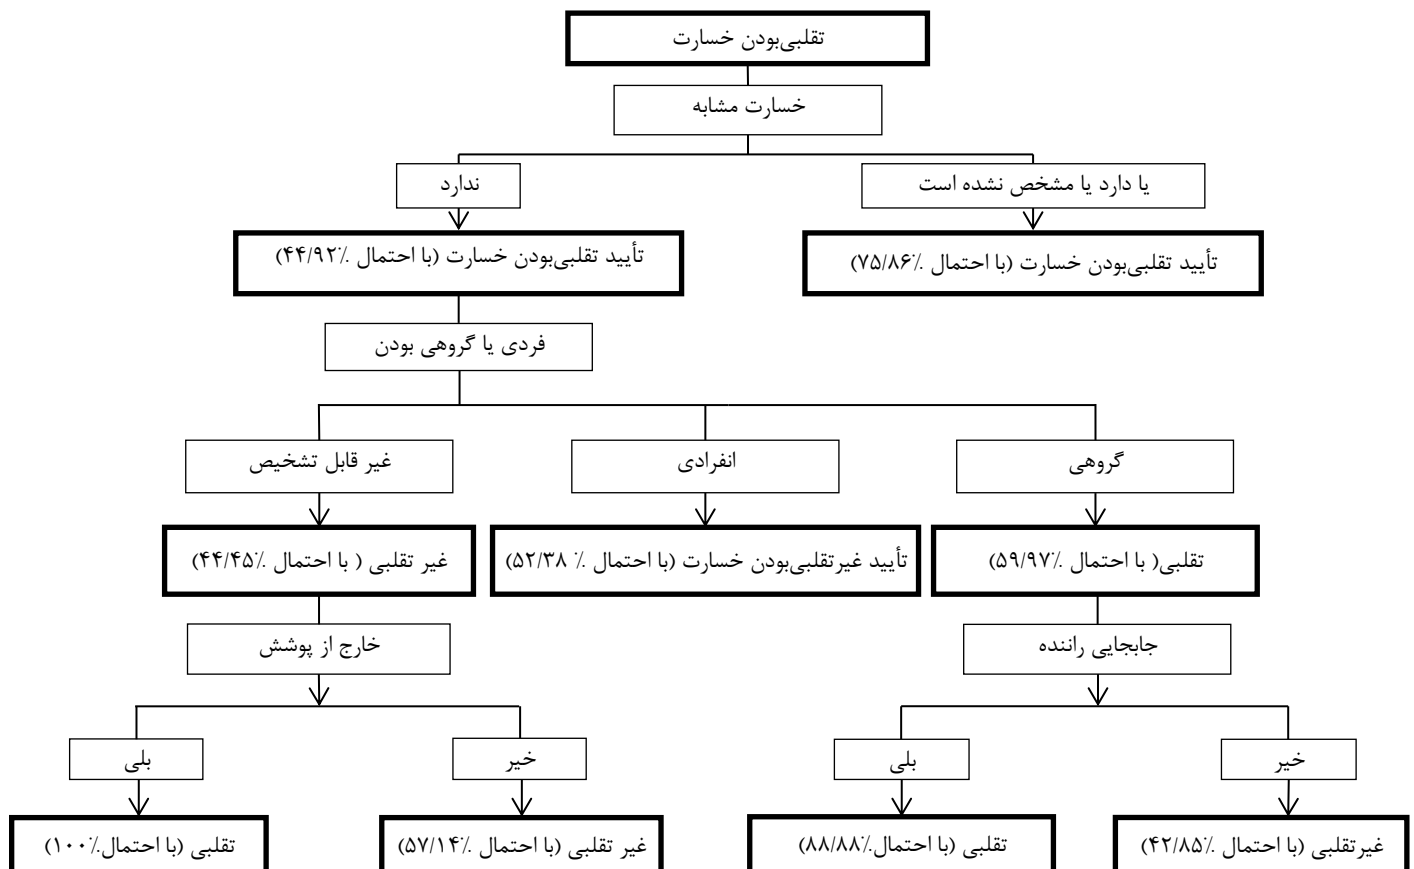 تقلبی‌بودن خسارت
خسارت مشابه
یا دارد یا مشخص نشده است
ندارد
تأیید تقلبی‌بودن خسارت (با احتمال ٪۷۵/۸۶)
تأیید تقلبی‌بودن خسارت (با احتمال ٪۴۴/۹۲)
فردی یا گروهی بودن
گروهی
انفرادی
غیر قابل تشخیص
تقلبی( با احتمال ٪۵۹/۹۷)
تأیید غیرتقلبی‌بودن خسارت (با احتمال ٪ ۵۲/۳۸)
غیر تقلبی ( با احتمال ٪۴۴/۴۵)
جابجایی راننده
خارج از پوشش
خیر
بلی
خیر
بلی
غیرتقلبی (با احتمال ٪۴۲/۸۵)
تقلبی (با احتمال٪۸۸/۸۸)
غیر تقلبی (با احتمال ٪۵۷/۱۴)
تقلبی (با احتمال٪۱۰۰)